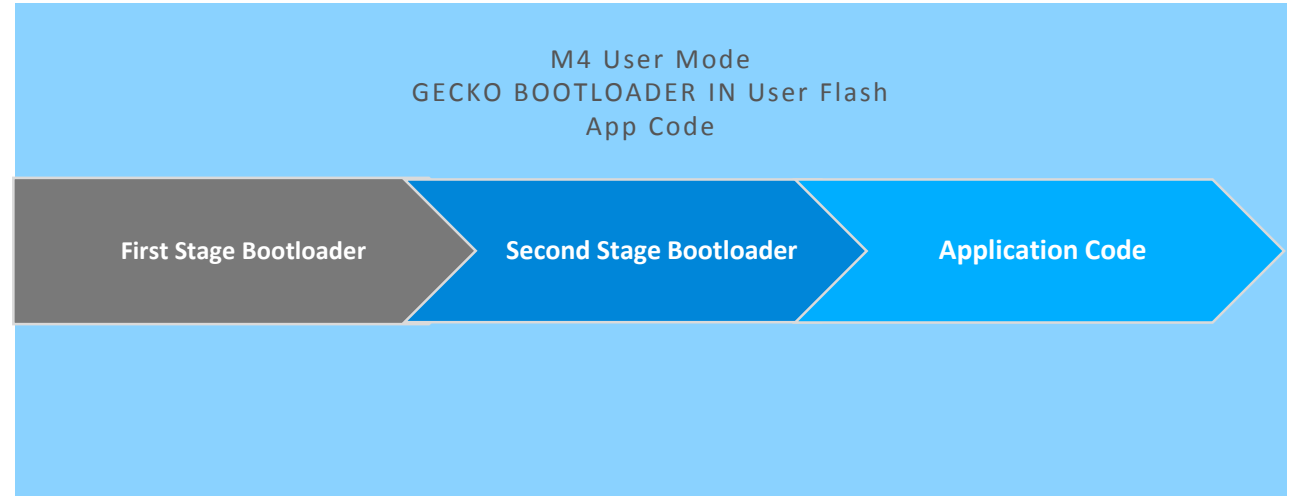 M4 User Mode
GECKO BOOTLOADER IN User Flash
App Code
First Stage Bootloader
Second Stage Bootloader
Application Code